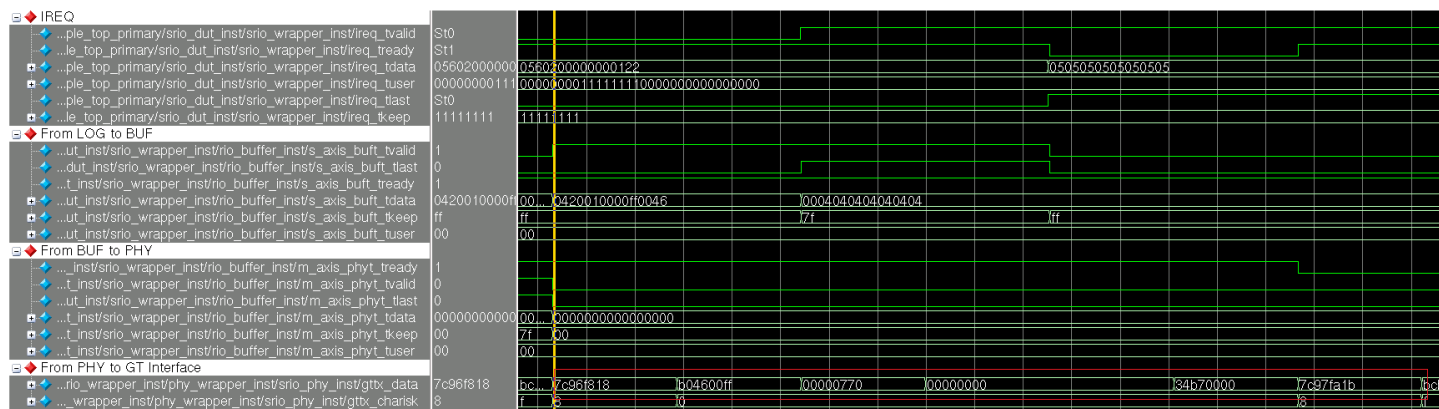 IREQ
...ple_top_primary/srio_dut_inst/srio_wrapper_inst/ireq_tvalid St0
...le_top_primary/srio_dut_inst/srio_wrapper_inst/ireq_tready St1
...ple_top_primary/srio_dut_inst/srio_wrapper_inst/ireq_tdata 05602000000 0560200000000122 0505050505050505
...ple_top_primary/srio_dut_inst/srio_wrapper_inst/ireq_tuser 00000000111
...ple_top_primary/srio_dut_inst/srio_wrapper_inst/ireq_tlast St0
...le_top_primary/srio_dut_inst/srio_wrapper_inst/ireq_tkeep 11111111 11111111
From LOG to BUF
...ut_inst/srio_wrapper_inst/rio_buffer_inst/s_axis_buft_tvalid 1
...dut_inst/srio_wrapper_inst/rio_buffer_inst/s_axis_buft_tlast 0
...t_inst/srio_wrapper_inst/rio_buffer_inst/s_axis_buft_tready 1
...ut_inst/srio_wrapper_inst/rio_buffer_inst/s_axis_buft_tdata 0420010000ff 00... 0420010000ff0046 0004040404040404
...ut_inst/srio_wrapper_inst/rio_buffer_inst/s_axis_buft_tkeep ff ff 7f ff
...ut_inst/srio_wrapper_inst/rio_buffer_inst/s_axis_buft_tuser 00 00
From BUF to PHY
..._inst/srio_wrapper_inst/rio_buffer_inst/m_axis_phyt_tready 1
...t_inst/srio_wrapper_inst/rio_buffer_inst/m_axis_phyt_tvalid 0
...ut_inst/srio_wrapper_inst/rio_buffer_inst/m_axis_phyt_tlast 0
...t_inst/srio_wrapper_inst/rio_buffer_inst/m_axis_phyt_tdata 00000000000 00... 0000000000000000
...t_inst/srio_wrapper_inst/rio_buffer_inst/m_axis_phyt_tkeep 00 7f 00
...t_inst/srio_wrapper_inst/rio_buffer_inst/m_axis_phyt_tuser 00 00
From PHY to GT Interface
...rio_wrapper_inst/phy_wrapper_inst/srio_phy_inst/gttx_data 7c96f818 bc... 7c96f818 b04600ff 00000770 00000000 34b70000 7c97fa1b
..._wrapper_inst/phy_wrapper_inst/srio_phy_inst/gttx_charisk 8 f 8 0 8 f